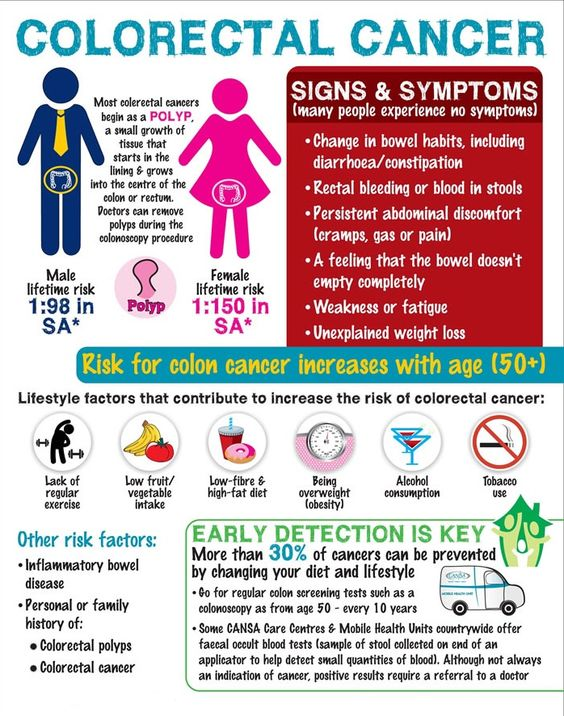 COLORECTAL CANCER
Most colerectal cancers
begin as a POLYP,
a small growth of
tissue that
starts in the
lining & grows
into the centre of the
colon or rectum.
Doctors can remove
polyps during the
colonoscopy procedure
Male
lifetime risk
1:98 in
SA*
Polyp
Female
lifetime risk
1:150 in
SA*
SIGNS & SYMPTOMS
(many people experience no symptoms)
• Change in bowel habits, including
diarrhoea/constipation
• Rectal bleeding or blood in stools
• Persistent abdominal discomfort
(cramps, gas or pain)
• A feeling that the bowel doesn't
empty completely
• Weakness or fatigue
• Unexplained weight loss
Risk for colon cancer increases with age (50+)
Lifestyle factors that contribute to increase the risk of colorectal cancer:
Lack of
regular
exercise
Low fruit/
vegetable
intake
Low-fibre &
high-fat diet
Being
overweight
(obesity)
Alcohol
consumption
Tobacco
use
Other risk factors:
• Inflammatory bowel
disease
• Personal or family
history of:
• Colorectal polyps
• Colorectal cancer
EARLY DETECTION IS KEY
More than 30% of cancers can be prevented
by changing your diet and lifestyle
• Go for regular colon screening tests such as a
colonoscopy as from age 50 - every 10 years
CANSA
MOBILE HEALTH UNIT
• Some CANSA Care Centres & Mobile Health Units countrywide offer
faecal occult blood tests (sample of stool collected on end of an
applicator to help detect small quantities of blood). Although not always
an indication of cancer, positive results require a referral to a doctor